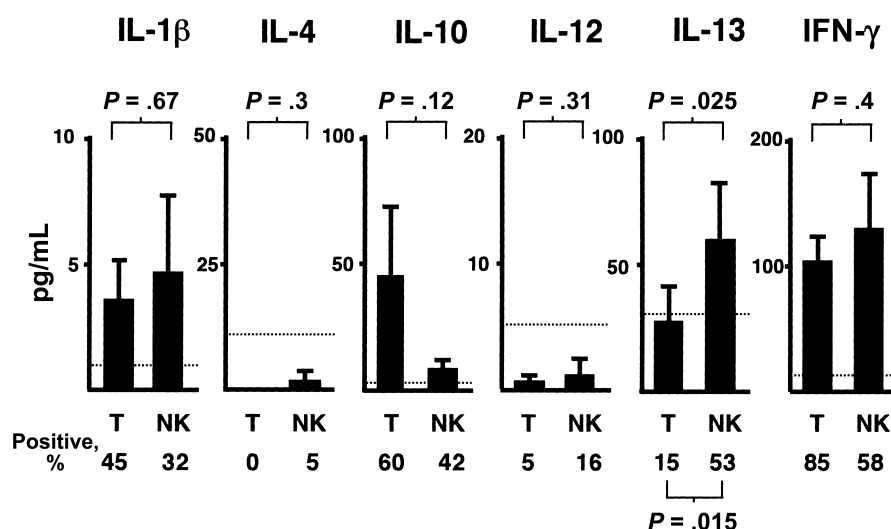 IL-1β IL-4 IL-10 IL-12 IL-13 IFN-γ
P = .67 P = .3 P = .12 P = .31 P = .025 P = .4
10 50 100 20 100 200
pg/mL
5 25 50 10 50 100
T NK T NK T NK T NK T NK T NK
Positive,
% 45 32 0 5 60 42 5 16 15 53 85 58
P = .015